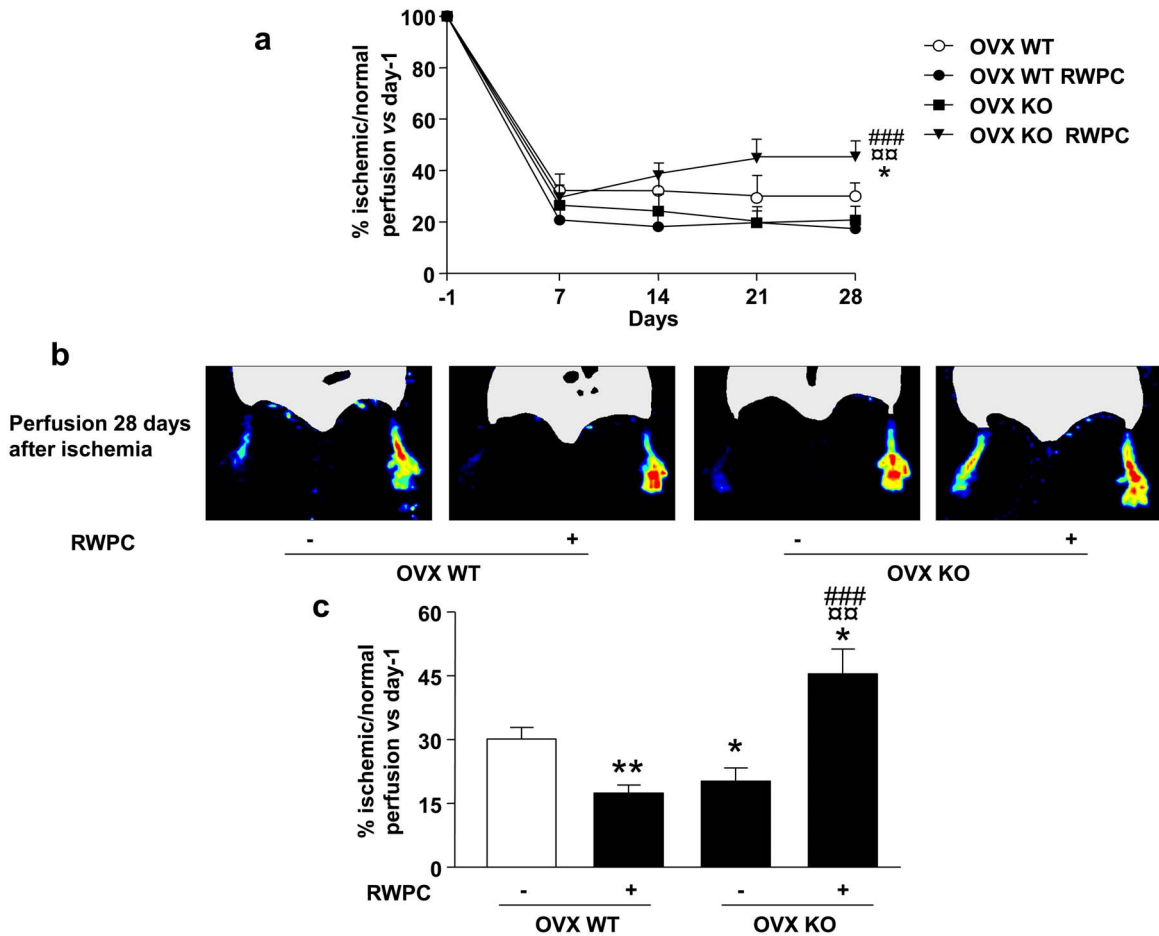 a
% ischemic/normal
perfusion vs day-1
100
80
60
40
20
0
-1
7
14
21
28
Days
###
¤¤
*
OVX WT
OVX WT RWPC
OVX KO
OVX KO RWPC
b
Perfusion 28 days
after ischemia
RWPC
-
+
-
+
OVX WT
OVX KO
c
% ischemic/normal
perfusion vs day-1
60
45
30
15
0
**
*
###
¤¤
*
RWPC
-
+
-
+
OVX WT
OVX KO